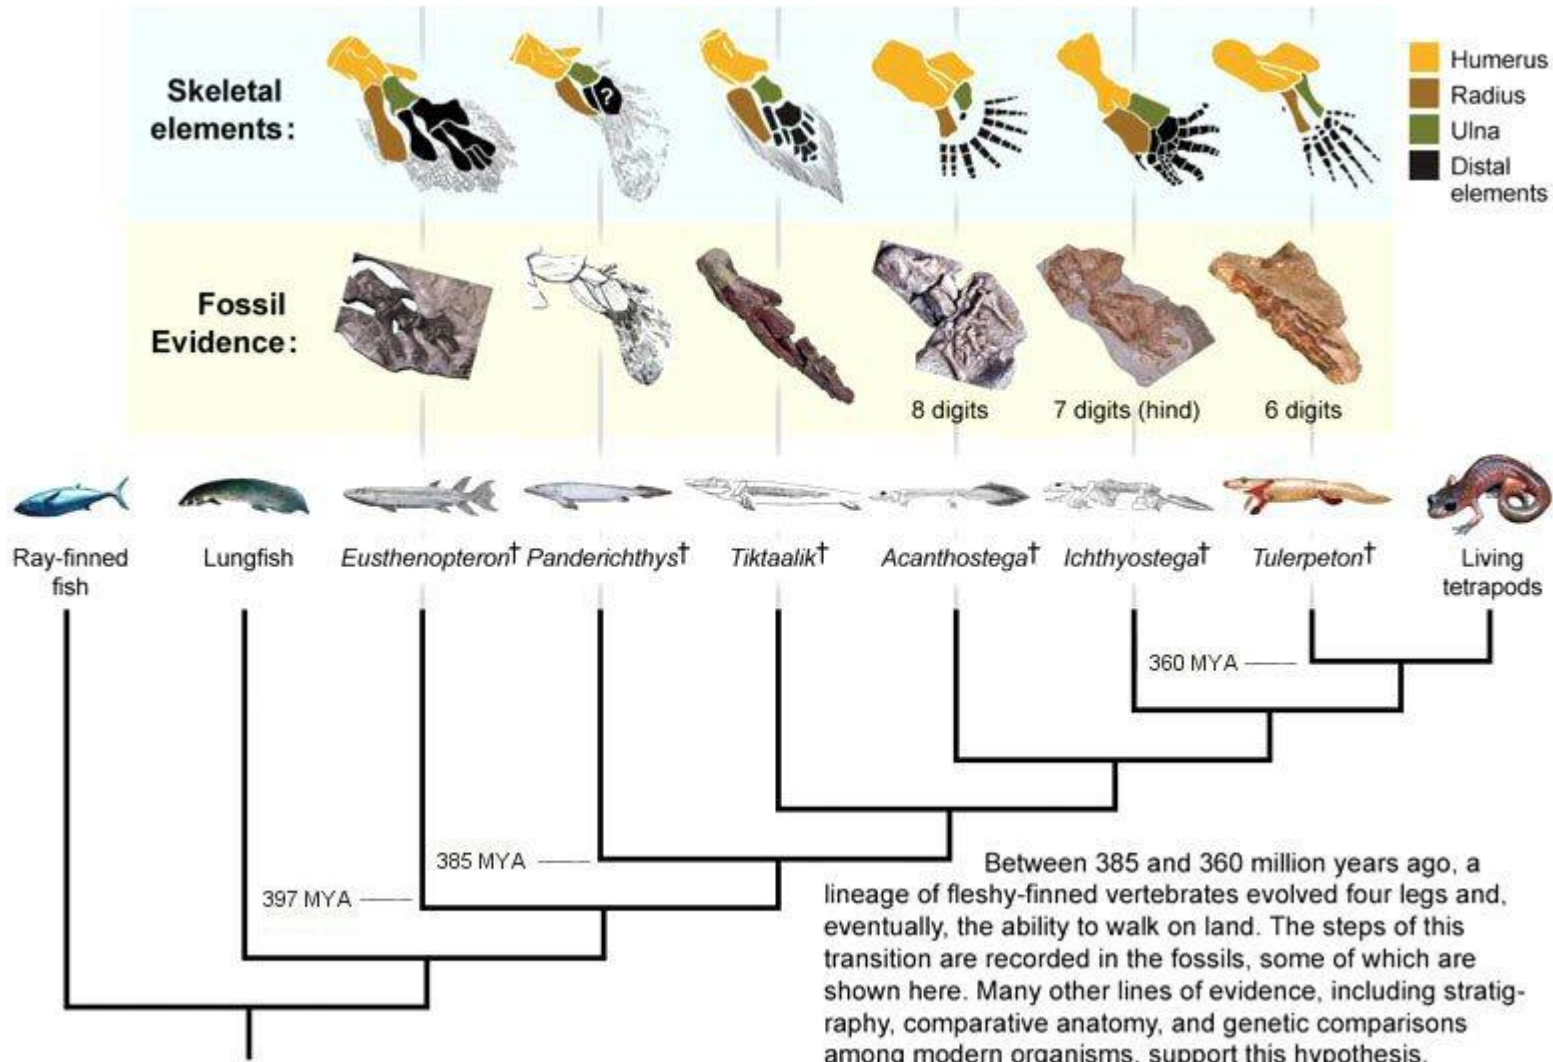 Skeletal
elements:
Humerus
Radius
Ulna
Distal
elements
?
Fossil
Evidence:
8 digits
7 digits (hind)
6 digits
Ray-finned
fish
Lungfish
Eusthenopteron†
Panderichthys†
Tiktaalik†
Acanthostega†
Ichthyostega†
Tulerpeton†
Living
tetrapods
360 MYA
385 MYA
397 MYA
Between 385 and 360 million years ago, a
lineage of fleshy-finned vertebrates evolved four legs and,
eventually, the ability to walk on land. The steps of this
transition are recorded in the fossils, some of which are
shown here. Many other lines of evidence, including stratig-
raphy, comparative anatomy, and genetic comparisons
among modern organisms, support this hypothesis.